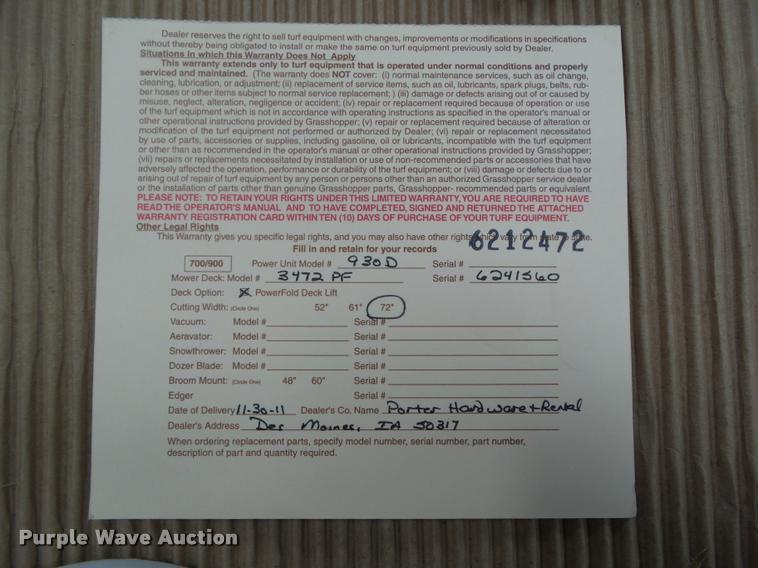 Dealer reserves the right to sell turf equipment with changes, improvements or modifications in specifications
without thereby being obligated to install or make the same on turf equipment previously sold by Dealer.
Situations in which this Warranty Does Not Apply
This warranty extends only to turf equipment that is operated under normal conditions and properly
serviced and maintained. (The warranty does NOT cover: (i) normal maintenance services, such as oil change,
cleaning, lubrication, or adjustment; (ii) replacement of service items, such as oil, lubricants, spark plugs, belts, rub-
ber hoses or other items subject to normal service replacement; (iii) damage or defects arising out of or caused by
misuse, neglect, alteration, negligence or accident; (iv) repair or replacement required because of operation or use
of the turf equipment which is not in accordance with operating instructions as specified in the operator's manual or
other operational instructions provided by Grasshopper; (v) repair or replacement required because of alteration or
modification of the turf equipment not performed or authorized by Dealer; (vi) repair or replacement necessitated
by use of parts, accessories or supplies, including gasoline, oil or lubricants, incompatible with the turf equipment
or other than as recommended in the operator's manual or other operational instructions provided by Grasshopper;
(vii) repairs or replacements necessitated by installation or use of non-recommended parts or accessories that have
adversely affected the operation, performance or durability of the turf equipment; or (viii) damage or defects due to or
arising out of repair of turf equipment by any person or persons other than an authorized Grasshopper service dealer
or the installation of parts other than genuine Grasshopper parts, Grasshopper- recommended parts or equivalent.
PLEASE NOTE: TO RETAIN YOUR RIGHTS UNDER THIS LIMITED WARRANTY, YOU ARE REQUIRED TO HAVE
READ THE OPERATOR'S MANUAL AND TO HAVE COMPLETED, SIGNED AND RETURNED THE ATTACHED
WARRANTY REGISTRATION CARD WITHIN TEN (10) DAYS OF PURCHASE OF YOUR TURF EQUIPMENT.
Other Legal Rights
This Warranty gives you specific legal rights, and you may also have other rights which vary from state to state.
6212472
Fill in and retain for your records
700/900 Power Unit Model # 930D Serial #
Mower Deck: Model # 3472 PF Serial # 6241560
Deck Option: X PowerFold Deck Lift
Cutting Width: (Circle One) 52" 61" 72"
Vacuum: Model # Serial #
Aeravator: Model # Serial #
Snowthrower: Model # Serial #
Dozer Blade: Model # Serial #
Broom Mount: (Circle One) 48" 60" Serial #
Edger Serial #
Date of Delivery 11-30-11 Dealer's Co. Name Porter Hardware + Rental
Dealer's Address Des Moines, IA 50317
When ordering replacement parts, specify model number, serial number, part number,
description of part and quantity required.
Purple Wave Auction